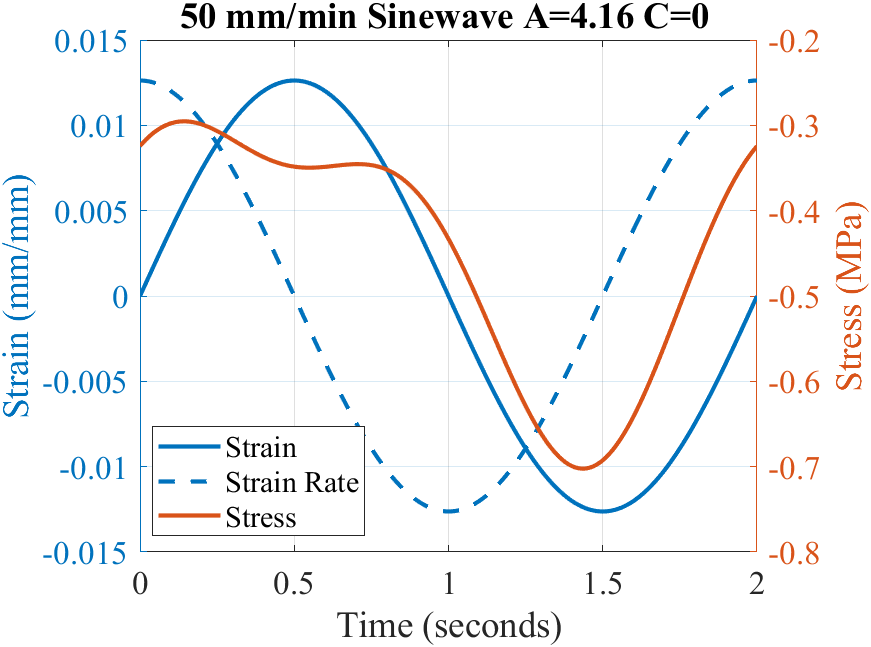 50 mm/min Sinewave A=4.16 C=0
Strain (mm/mm)
0.015
0.01
0.005
0
-0.005
-0.01
-0.015
Strain
Strain Rate
Stress
0
0.5
1
1.5
2
Time (seconds)
-0.2
-0.3
-0.4
-0.5
-0.6
-0.7
-0.8
Stress (MPa)